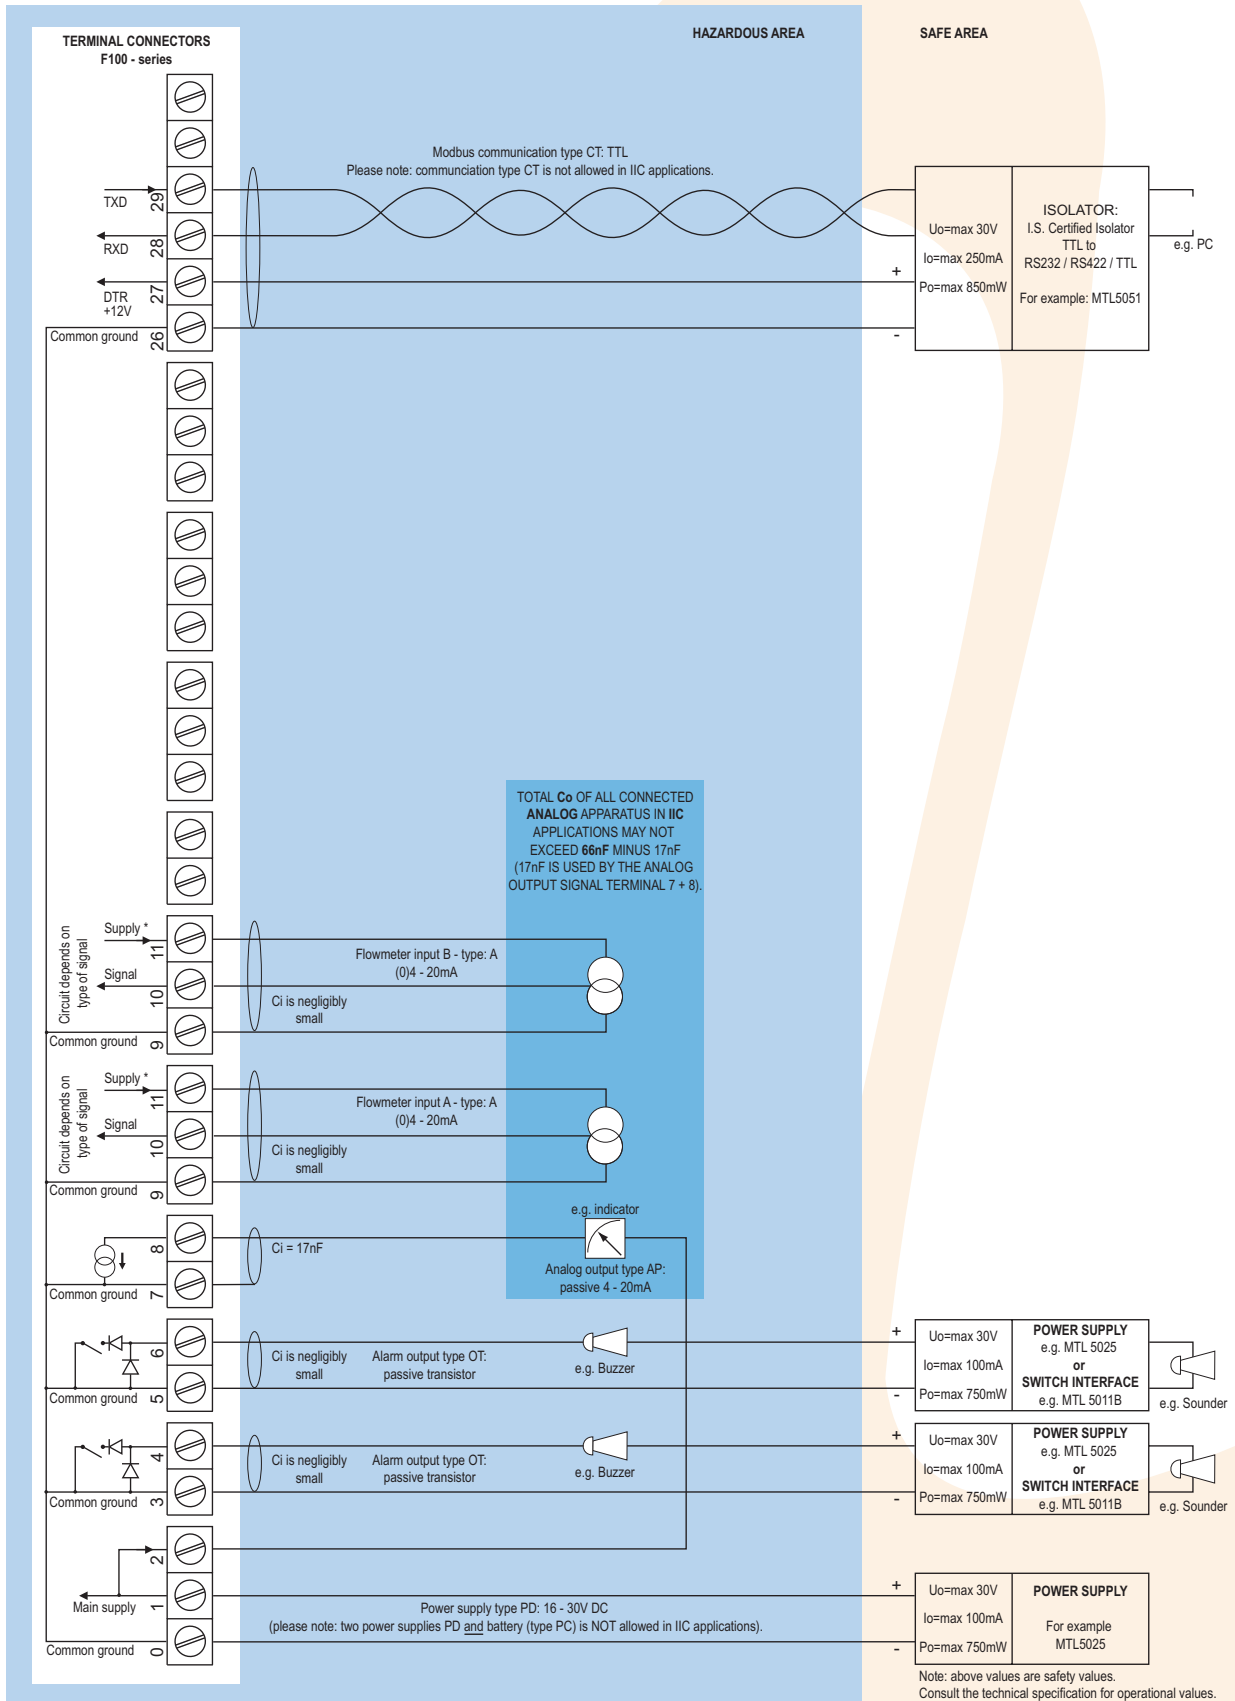 HAZARDOUS AREA
SAFE AREA
TERMINAL CONNECTORS
F100 - series
Modbus communication type CT: TTL
Please note: communciation type CT is not allowed in IIC applications.
TXD
29
RXD
28
DTR
+12V
27
Common ground
26
+
-
Uo=max 30V
Io=max 250mA
Po=max 850mW
ISOLATOR:
I.S. Certified Isolator
TTL to
RS232 / RS422 / TTL
For example: MTL5051
e.g. PC
TOTAL Co OF ALL CONNECTED
ANALOG APPARATUS IN IIC
APPLICATIONS MAY NOT
EXCEED 66nF MINUS 17nF
(17nF IS USED BY THE ANALOG
OUTPUT SIGNAL TERMINAL 7 + 8).
Circuit depends on
type of signal
Supply *
11
Signal
10
Common ground
9
Flowmeter input B - type: A
(0)4 - 20mA
Ci is negligibly
small
Circuit depends on
type of signal
Supply *
11
Signal
10
Common ground
9
Flowmeter input A - type: A
(0)4 - 20mA
Ci is negligibly
small
8
Common ground
7
Ci = 17nF
e.g. indicator
Analog output type AP:
passive 4 - 20mA
6
Common ground
5
Ci is negligibly
small
Alarm output type OT:
passive transistor
e.g. Buzzer
+
-
Uo=max 30V
Io=max 100mA
Po=max 750mW
POWER SUPPLY
e.g. MTL 5025
or
SWITCH INTERFACE
e.g. MTL 5011B
e.g. Sounder
4
Common ground
3
Ci is negligibly
small
Alarm output type OT:
passive transistor
e.g. Buzzer
+
-
Uo=max 30V
Io=max 100mA
Po=max 750mW
POWER SUPPLY
e.g. MTL 5025
or
SWITCH INTERFACE
e.g. MTL 5011B
e.g. Sounder
2
Main supply
1
Common ground
0
Power supply type PD: 16 - 30V DC
(please note: two power supplies PD and battery (type PC) is NOT allowed in IIC applications).
+
-
Uo=max 30V
Io=max 100mA
Po=max 750mW
POWER SUPPLY
For example
MTL5025
Note: above values are safety values.
Consult the technical specification for operational values.